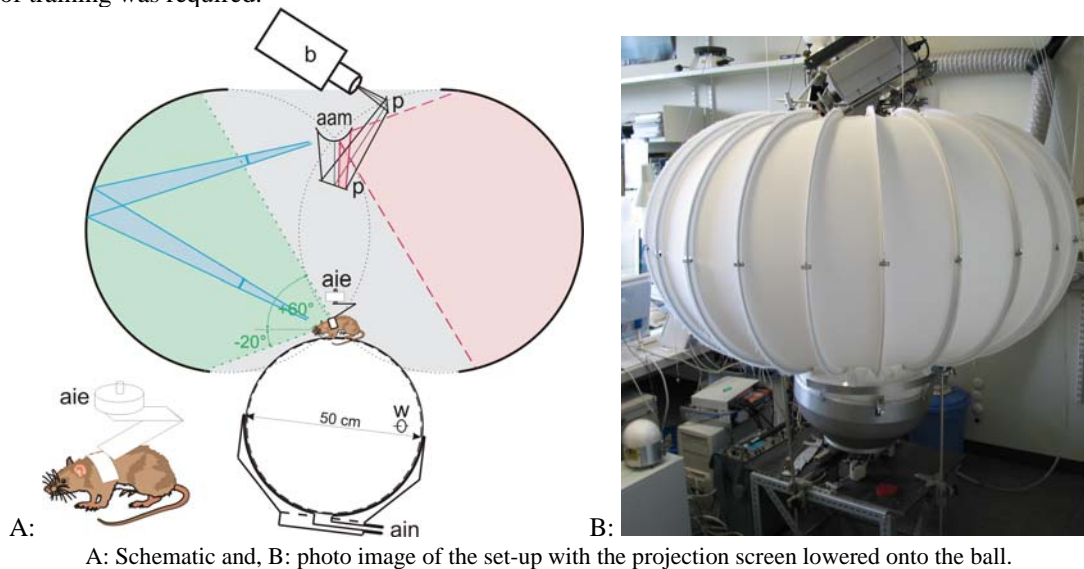 of training was required.
b
p
aam
p
aie
+60°
-20°
aie
50 cm
w
ain
A:
B:
A: Schematic and, B: photo image of the set-up with the projection screen lowered onto the ball.